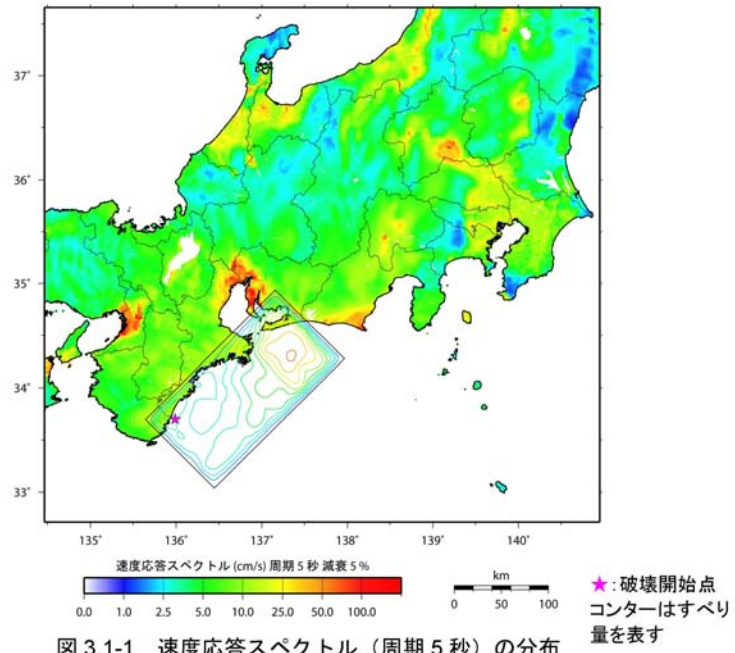 37°
36°
35°
34°
33°
135° 136° 137° 138° 139° 140°
速度応答スペクトル (cm/s) 周期 5 秒 減衰 5 %
0.0 1.0 2.5 5.0 10.0 25.0 50.0 100.0
km
0 50 100
★:破壊開始点
コンターはすべり
量を表す
図 3.1-1 速度応答スペクトル（周期 5 秒）の分布